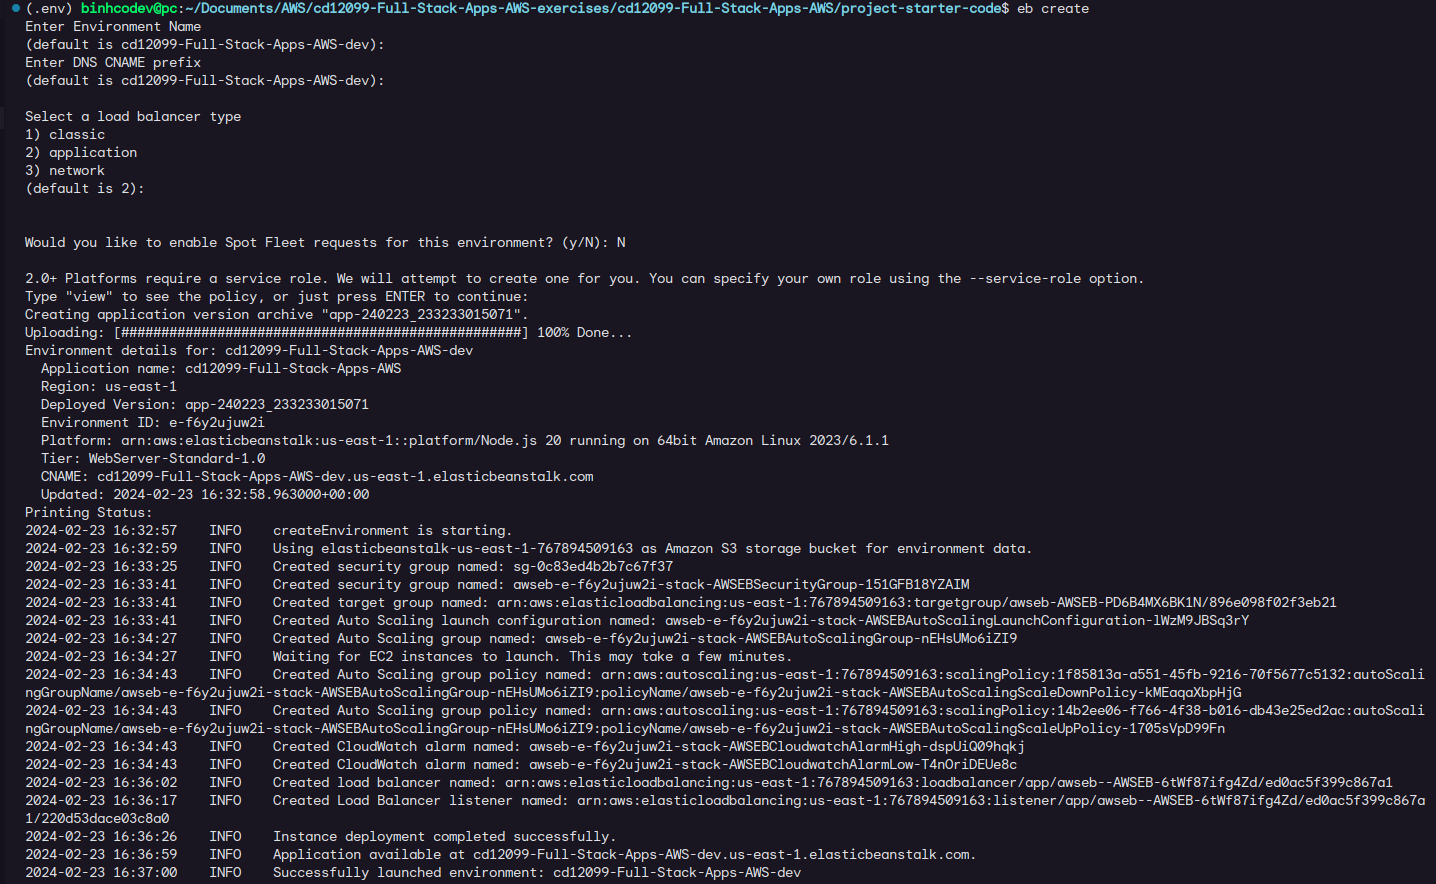 (.env) binhcodev@pc:~/Documents/AWS/cd12099-Full-Stack-Apps-AWS-exercises/cd12099-Full-Stack-Apps-AWS/project-starter-code$ eb create
Enter Environment Name
(default is cd12099-Full-Stack-Apps-AWS-dev):
Enter DNS CNAME prefix
(default is cd12099-Full-Stack-Apps-AWS-dev):
Select a load balancer type
1) classic
2) application
3) network
(default is 2):
Would you like to enable Spot Fleet requests for this environment? (y/N): N
2.0+ Platforms require a service role. We will attempt to create one for you. You can specify your own role using the --service-role option.
Type "view" to see the policy, or just press ENTER to continue:
Creating application version archive "app-240223_233233015071".
Uploading: [##################################################] 100% Done...
Environment details for: cd12099-Full-Stack-Apps-AWS-dev
  Application name: cd12099-Full-Stack-Apps-AWS
  Region: us-east-1
  Deployed Version: app-240223_233233015071
  Environment ID: e-f6y2ujuw2i
  Platform: arn:aws:elasticbeanstalk:us-east-1::platform/Node.js 20 running on 64bit Amazon Linux 2023/6.1.1
  Tier: WebServer-Standard-1.0
  CNAME: cd12099-Full-Stack-Apps-AWS-dev.us-east-1.elasticbeanstalk.com
  Updated: 2024-02-23 16:32:58.963000+00:00
Printing Status:
2024-02-23 16:32:57    INFO    createEnvironment is starting.
2024-02-23 16:32:59    INFO    Using elasticbeanstalk-us-east-1-767894509163 as Amazon S3 storage bucket for environment data.
2024-02-23 16:33:25    INFO    Created security group named: sg-0c83ed4b2b7c67f37
2024-02-23 16:33:41    INFO    Created security group named: awseb-e-f6y2ujuw2i-stack-AWSEBSecurityGroup-151GFB18YZAIM
2024-02-23 16:33:41    INFO    Created target group named: arn:aws:elasticloadbalancing:us-east-1:767894509163:targetgroup/awseb-AWSEB-PD6B4MX6BK1N/896e098f02f3eb21
2024-02-23 16:33:41    INFO    Created Auto Scaling launch configuration named: awseb-e-f6y2ujuw2i-stack-AWSEBAutoScalingLaunchConfiguration-lWzM9JBSq3rY
2024-02-23 16:34:27    INFO    Created Auto Scaling group named: awseb-e-f6y2ujuw2i-stack-AWSEBAutoScalingGroup-nEHsUMo6iZI9
2024-02-23 16:34:27    INFO    Waiting for EC2 instances to launch. This may take a few minutes.
2024-02-23 16:34:43    INFO    Created Auto Scaling group policy named: arn:aws:autoscaling:us-east-1:767894509163:scalingPolicy:1f85813a-a551-45fb-9216-70f5677c5132:autoScali
ngGroupName/awseb-e-f6y2ujuw2i-stack-AWSEBAutoScalingGroup-nEHsUMo6iZI9:policyName/awseb-e-f6y2ujuw2i-stack-AWSEBAutoScalingScaleDownPolicy-kMEaqaXbpHjG
2024-02-23 16:34:43    INFO    Created Auto Scaling group policy named: arn:aws:autoscaling:us-east-1:767894509163:scalingPolicy:14b2ee06-f766-4f38-b016-db43e25ed2ac:autoScali
ngGroupName/awseb-e-f6y2ujuw2i-stack-AWSEBAutoScalingGroup-nEHsUMo6iZI9:policyName/awseb-e-f6y2ujuw2i-stack-AWSEBAutoScalingScaleUpPolicy-1705sVpD99Fn
2024-02-23 16:34:43    INFO    Created CloudWatch alarm named: awseb-e-f6y2ujuw2i-stack-AWSEBCloudwatchAlarmHigh-dspUiQ09hqkj
2024-02-23 16:34:43    INFO    Created CloudWatch alarm named: awseb-e-f6y2ujuw2i-stack-AWSEBCloudwatchAlarmLow-T4nOriDEUe8c
2024-02-23 16:36:02    INFO    Created load balancer named: arn:aws:elasticloadbalancing:us-east-1:767894509163:loadbalancer/app/awseb--AWSEB-6tWf87ifg4Zd/ed0ac5f399c867a1
2024-02-23 16:36:17    INFO    Created Load Balancer listener named: arn:aws:elasticloadbalancing:us-east-1:767894509163:listener/app/awseb--AWSEB-6tWf87ifg4Zd/ed0ac5f399c867a
1/220d53dace03c8a0
2024-02-23 16:36:26    INFO    Instance deployment completed successfully.
2024-02-23 16:36:59    INFO    Application available at cd12099-Full-Stack-Apps-AWS-dev.us-east-1.elasticbeanstalk.com.
2024-02-23 16:37:00    INFO    Successfully launched environment: cd12099-Full-Stack-Apps-AWS-dev